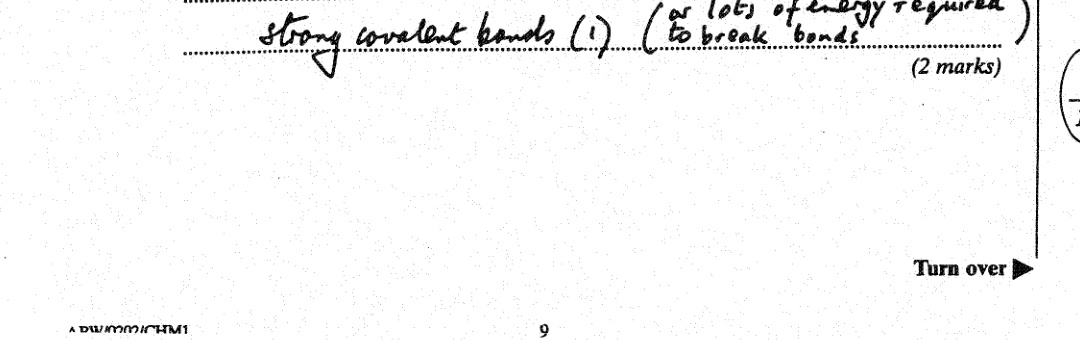 (or lots of energy required
strong covalent bonds (1) to break bonds)
(2 marks)
Turn over ▶
9